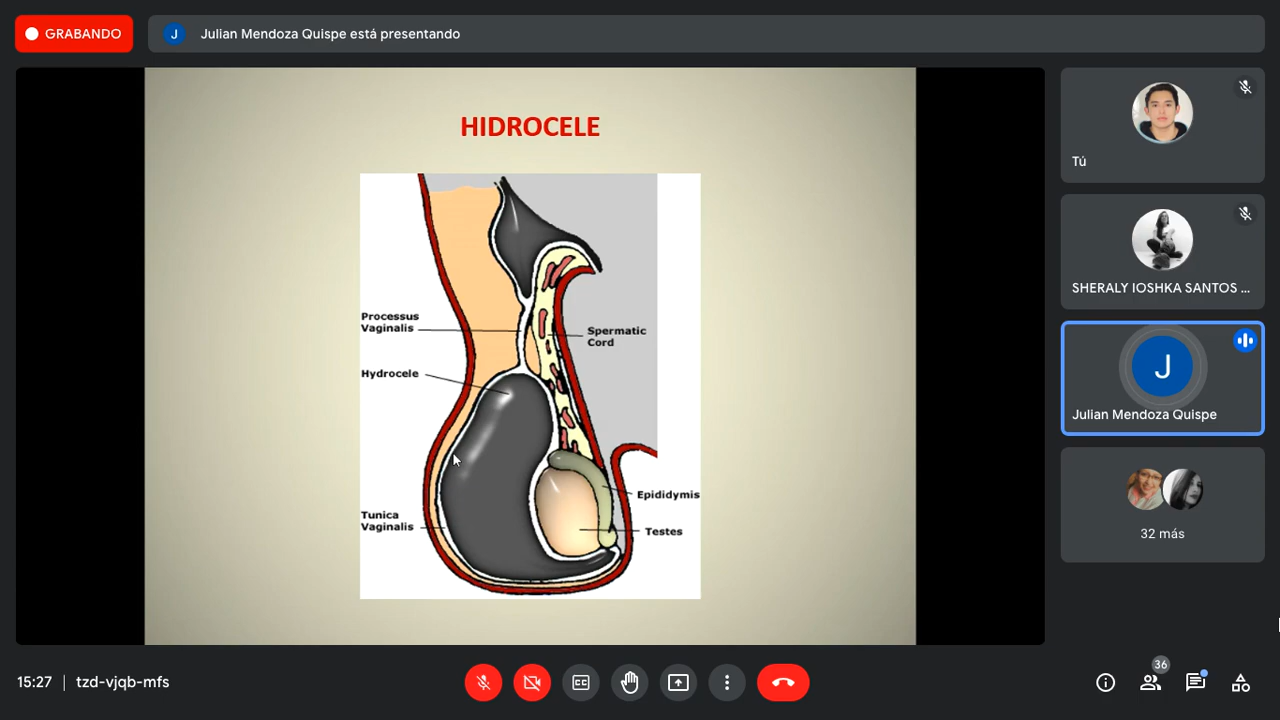 GRABANDO
J
Julian Mendoza Quispe está presentando
HIDROCELE
Processus
Vaginalis
Spermatic
Cord
Hydrocele
Epididymis
Tunica
Vaginalis
Testes
Tú
SHERALY IOSHKA SANTOS ...
J
Julian Mendoza Quispe
32 más
15:27 | tzd-vjqb-mfs
CC
36